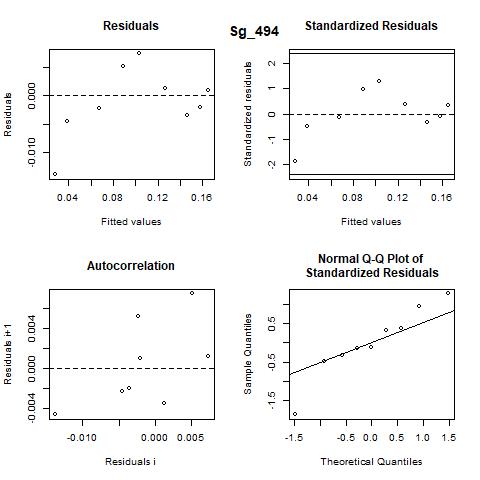 Sg_494
Residuals
Residuals
0.000
-0.010
0.04 0.08 0.12 0.16
Fitted values
Standardized Residuals
Standardized residuals
2
1
0
-1
-2
0.04 0.08 0.12 0.16
Fitted values
Autocorrelation
Residuals i+1
0.004
0.000
-0.004
-0.010 0.000 0.005
Residuals i
Normal Q-Q Plot of
Standardized Residuals
Sample Quantiles
0.5
-0.5
-1.5
-1.5 -0.5 0.0 0.5 1.0 1.5
Theoretical Quantiles